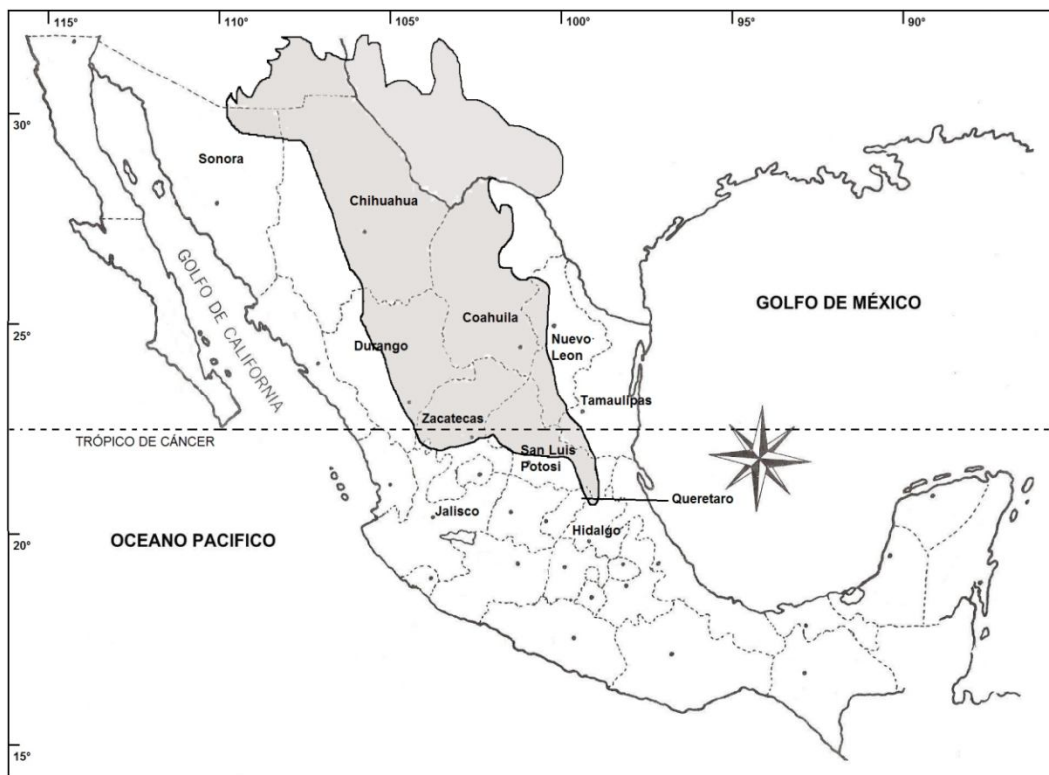 115°
110°
105°
100°
95°
90°
30°
Sonora
Chihuahua
GOLFO DE CALIFORNIA
GOLFO DE MÉXICO
Coahuila
25°
Durango
Nuevo
Leon
Tamaulipas
Zacatecas
TRÓPICO DE CÁNCER
San Luis
Potosi
Queretaro
Jalisco
Hidalgo
20°
OCEANO PACIFICO
15°